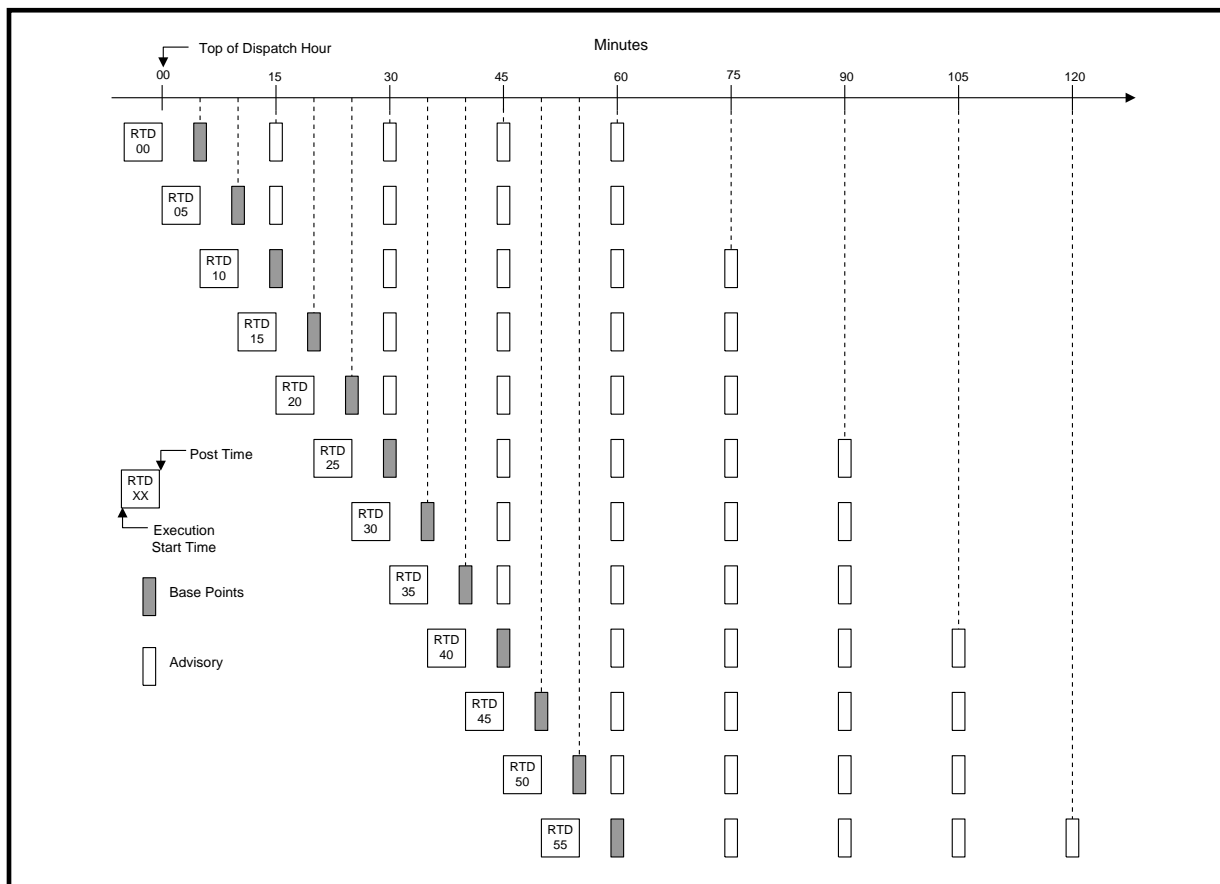 Top of Dispatch Hour
Minutes
00 15 30 45 60 75 90 105 120
RTD
00
RTD
05
RTD
10
RTD
15
RTD
20
RTD
25
Post Time
RTD
XX
Execution
Start Time
RTD
30
RTD
35
Base Points
RTD
40
Advisory
RTD
45
RTD
50
RTD
55